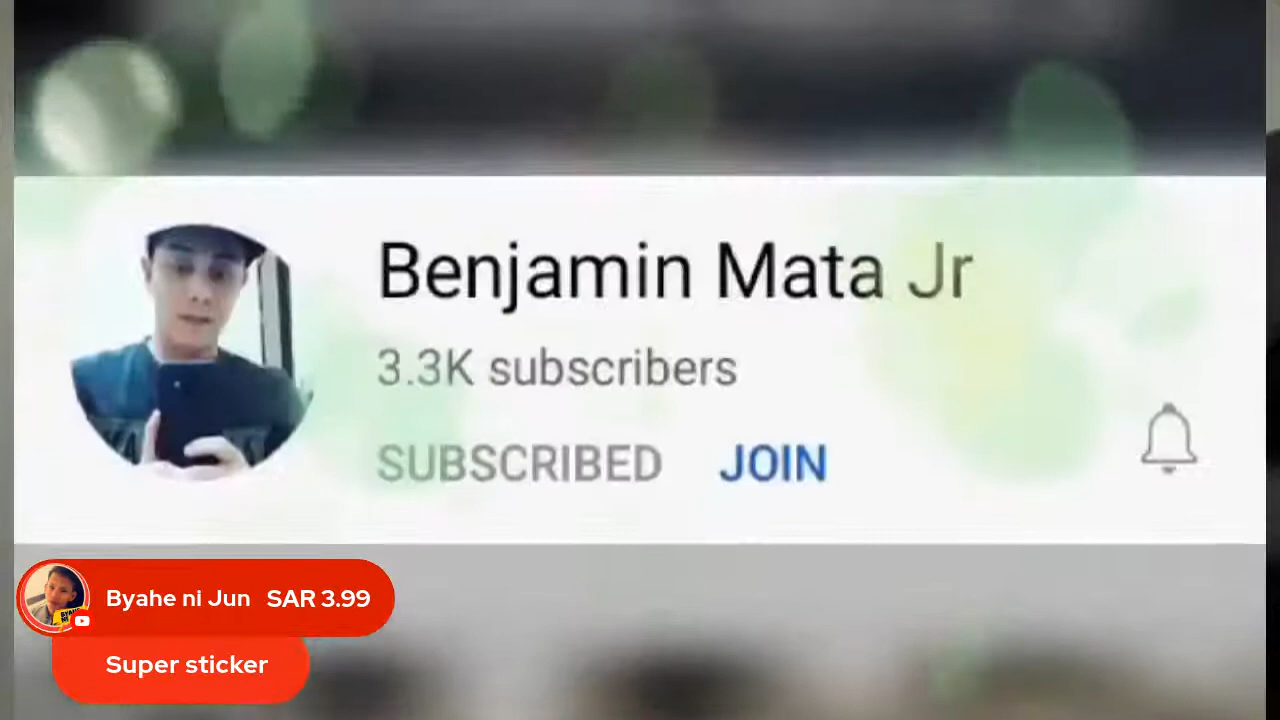 Benjamin Mata Jr
3.3K subscribers
SUBSCRIBED JOIN
Byahe ni Jun SAR 3.99
Super sticker